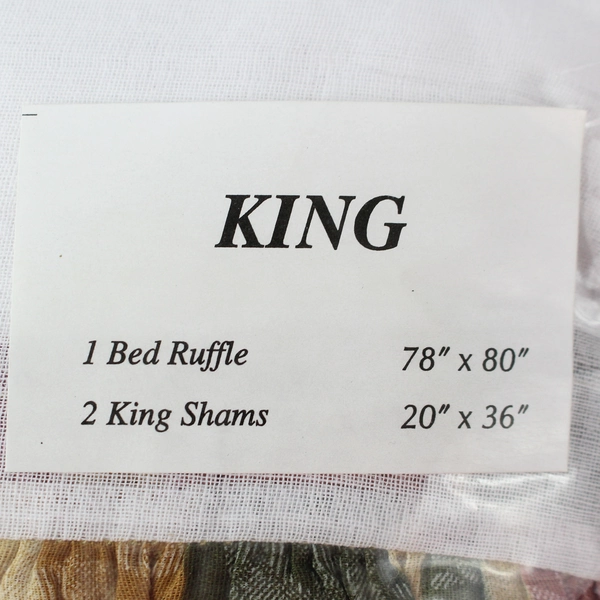 KING
1 Bed Ruffle 78" x 80"
2 King Shams 20" x 36"